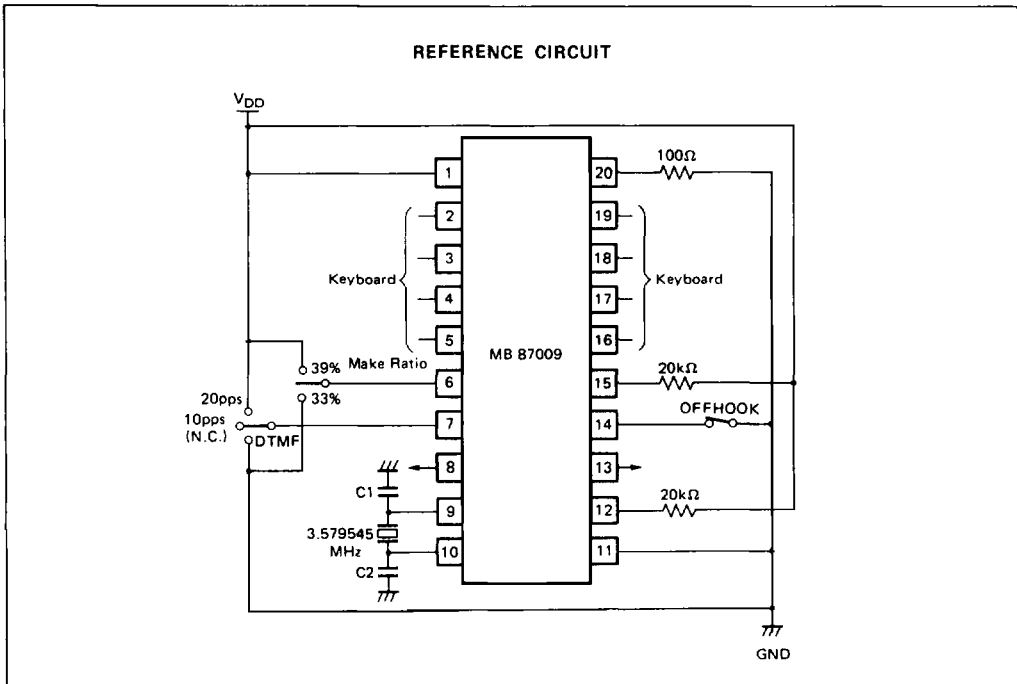 REFERENCE CIRCUIT
VDD
100Ω
1
20
2
19
3
18
Keyboard
Keyboard
4
17
5
16
MB 87009
39%
Make Ratio
6
15
20kΩ
33%
20pps
OFFHOOK
10pps
7
14
(N.C.)
DTMF
8
13
C1
20kΩ
9
12
3.579545
MHz
10
11
C2
GND